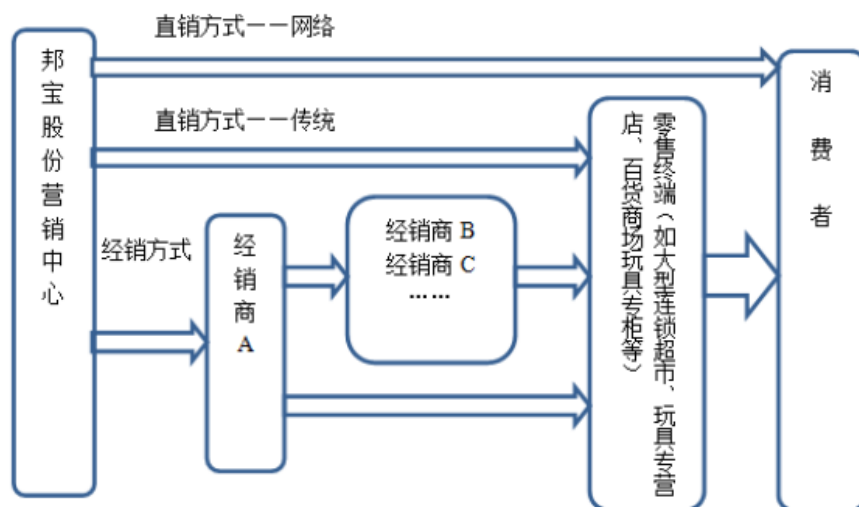 直销方式——网络
邦宝股份营销中心
直销方式——传统
经销方式
经销商A
经销商 B
经销商 C
……
零售终端（如大型连锁超市、玩具专营
店、百货商场玩具专柜等）
消费者